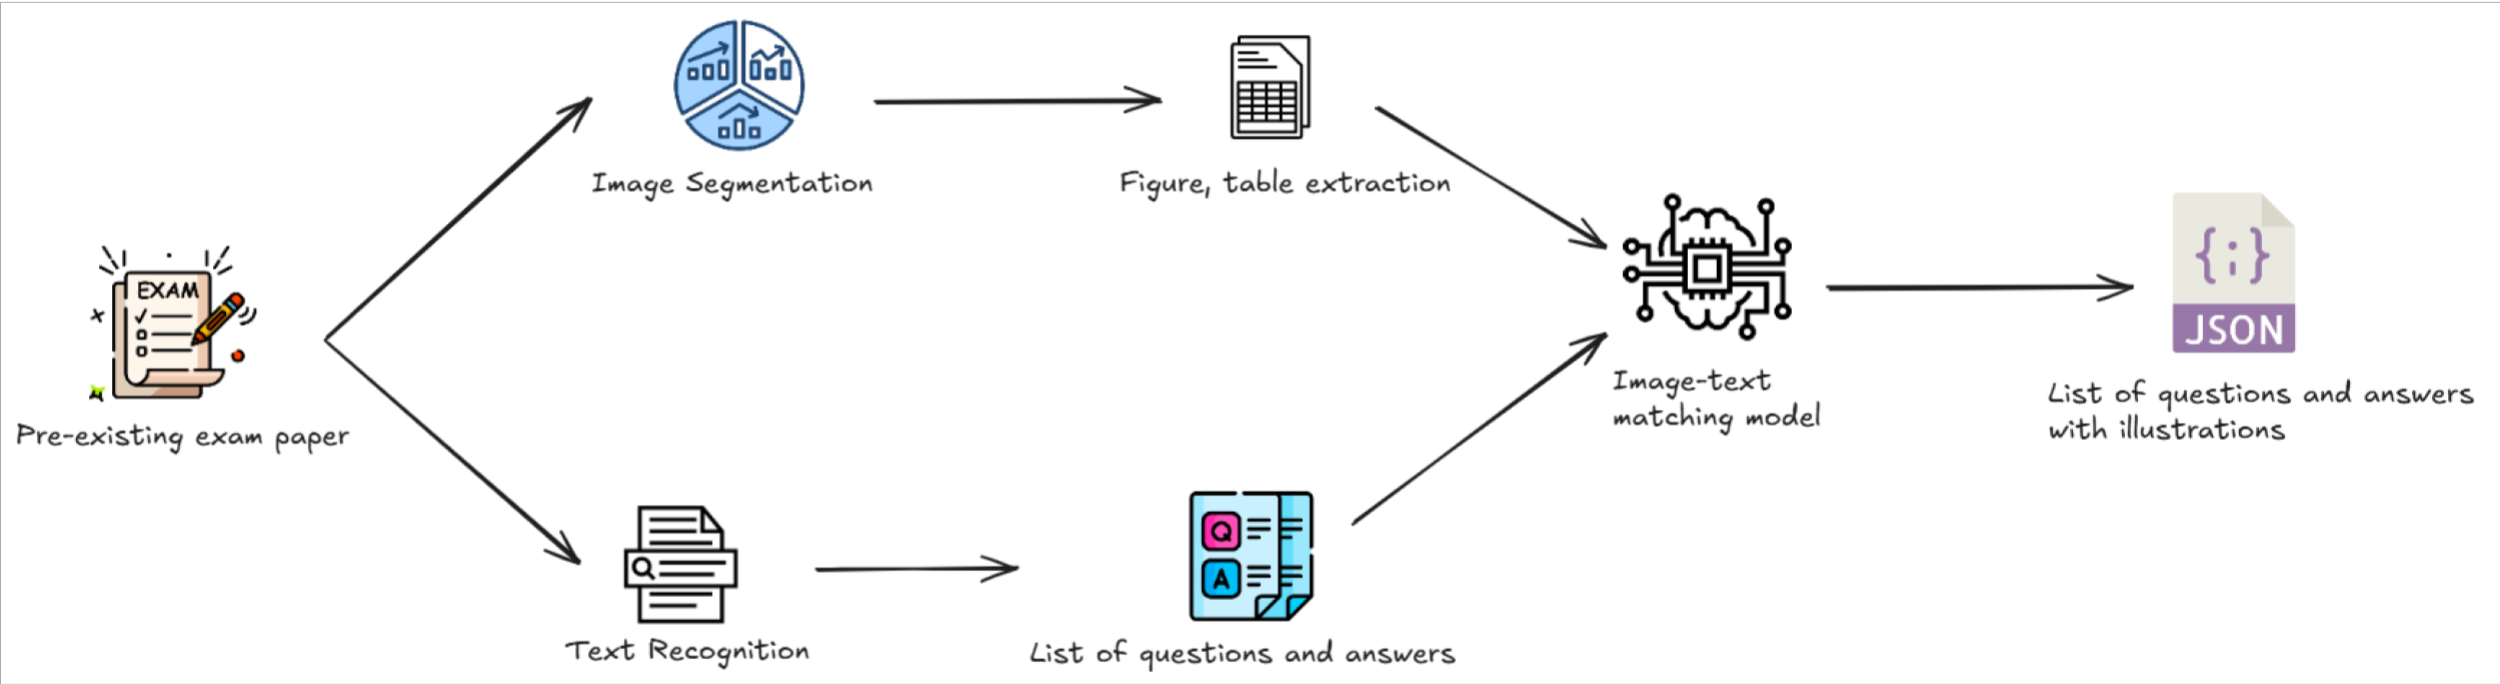 Image Segmentation
Figure, table extraction
EXAM
Pre-existing exam paper
Image-text
matching model
{;}
JSON
List of questions and answers
with illustrations
Text Recognition
Q
A
List of questions and answers